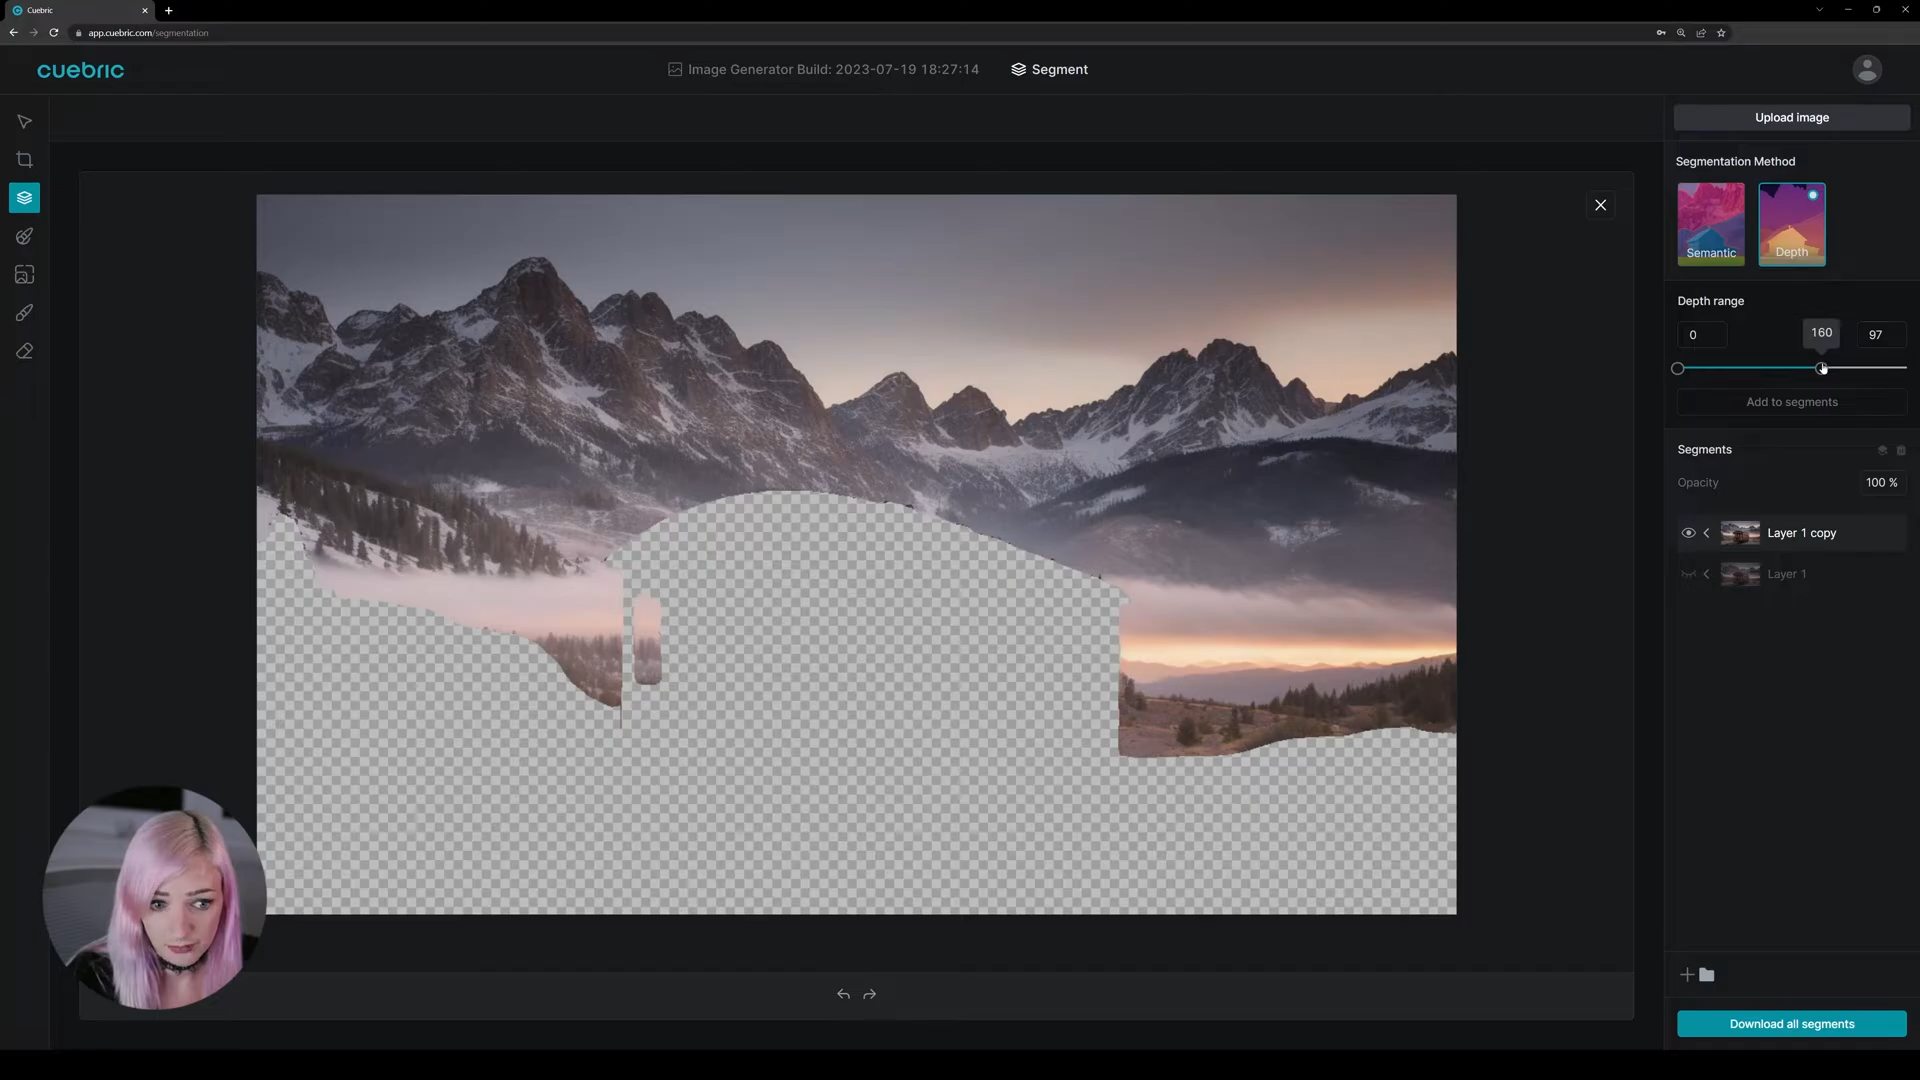 Cuebric
app.cuebric.com/segmentation
cuebric
Image Generator Build: 2023-07-19 18:27:14
Segment
Upload image
Segmentation Method
Semantic
Depth
Depth range
0
160
97
Add to segments
Segments
Opacity
100 %
Layer 1 copy
Layer 1
Download all segments